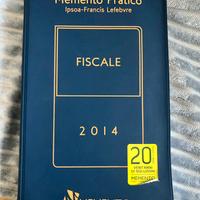 Memento Pratico
Ipsoa-Francis Lefebvre
FISCALE
2014
20
MEMENTO